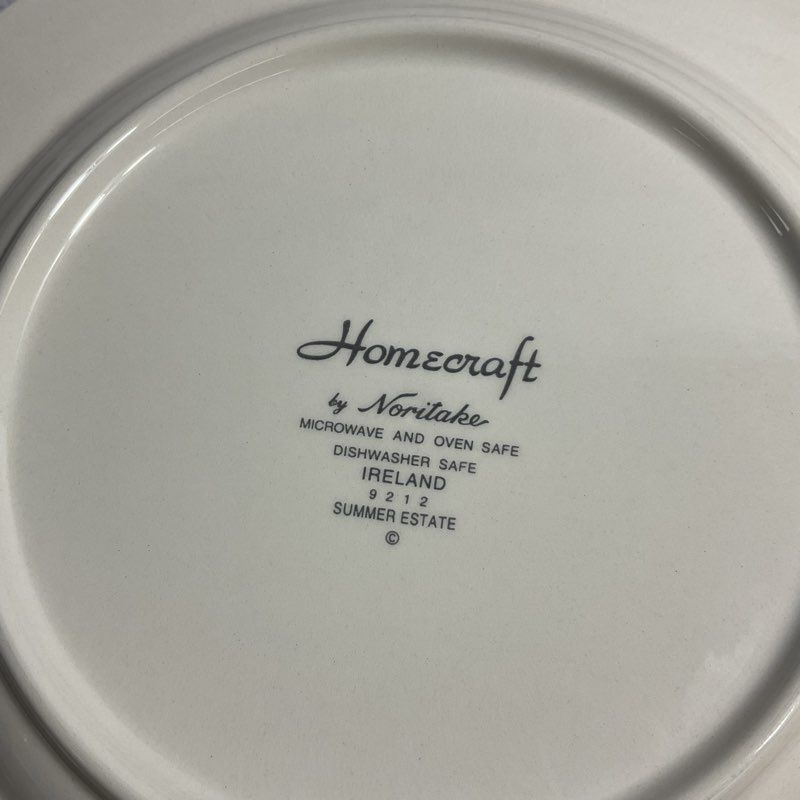 Homecraft
by Noritake
MICROWAVE AND OVEN SAFE
DISHWASHER SAFE
IRELAND
9212
SUMMER ESTATE
©